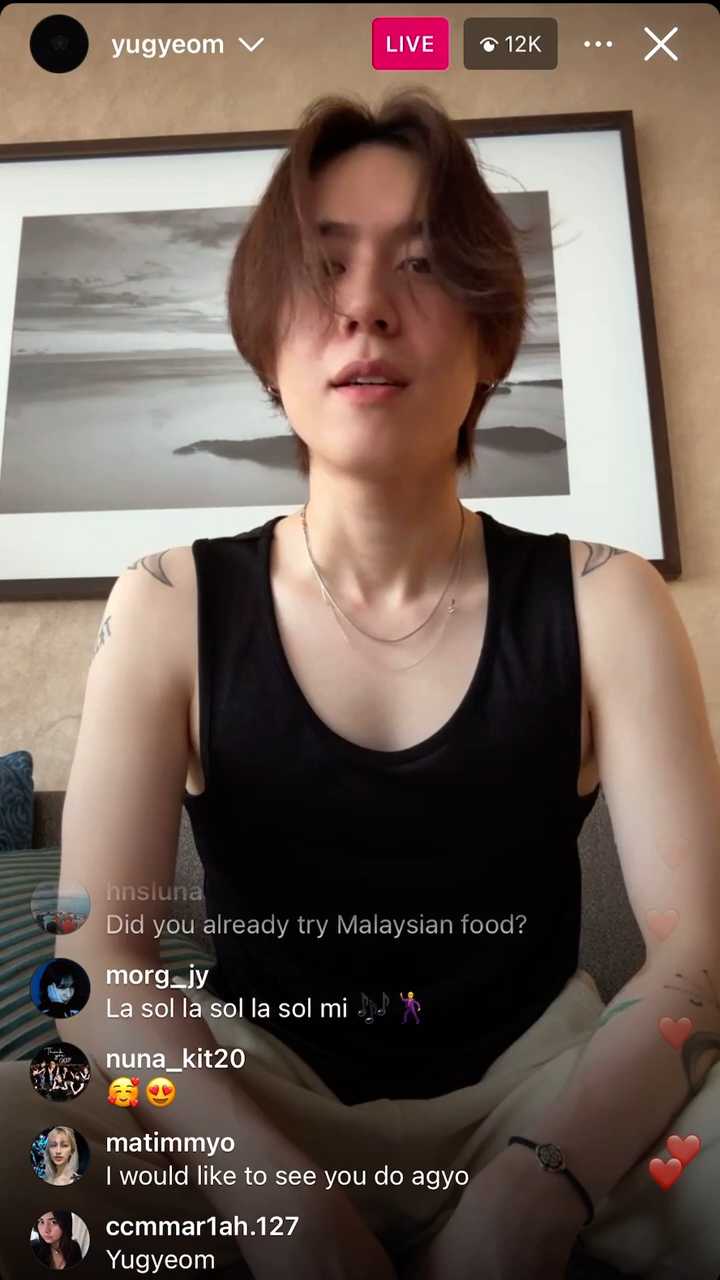 yugyeom
LIVE
12K
hnsluna
Did you already try Malaysian food?
morg_jy
La sol la sol la sol mi 🎶 🕺
nuna_kit20
🥰😍
matimmyo
I would like to see you do agyo
ccmmar1ah.127
Yugyeom